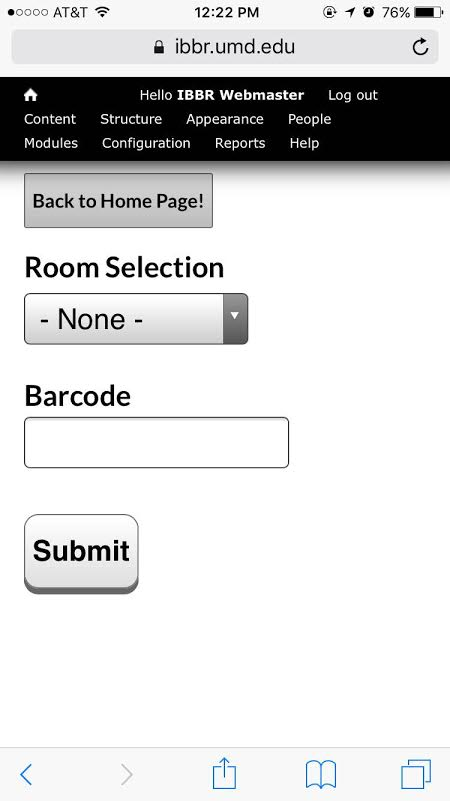 AT&T 12:22 PM 76%
ibbr.umd.edu
Hello IBBR Webmaster Log out
Content Structure Appearance People
Modules Configuration Reports Help
Back to Home Page!
Room Selection
- None -
Barcode
Submit